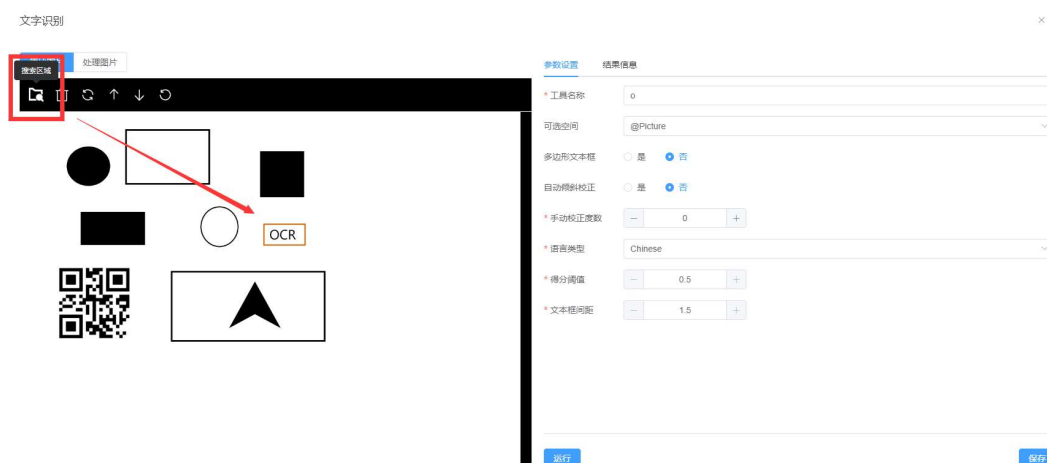 文字识别
×
处理图片
搜索区域
OCR
参数设置 结果信息
* 工具名称 o
可选空间 @Picture
多边形文本框 是 否
自动倾斜校正 是 否
* 手动校正度数 − 0 +
* 语言类型 Chinese
* 得分阈值 − 0.5 +
* 文本框间距 − 1.5 +
运行 保存